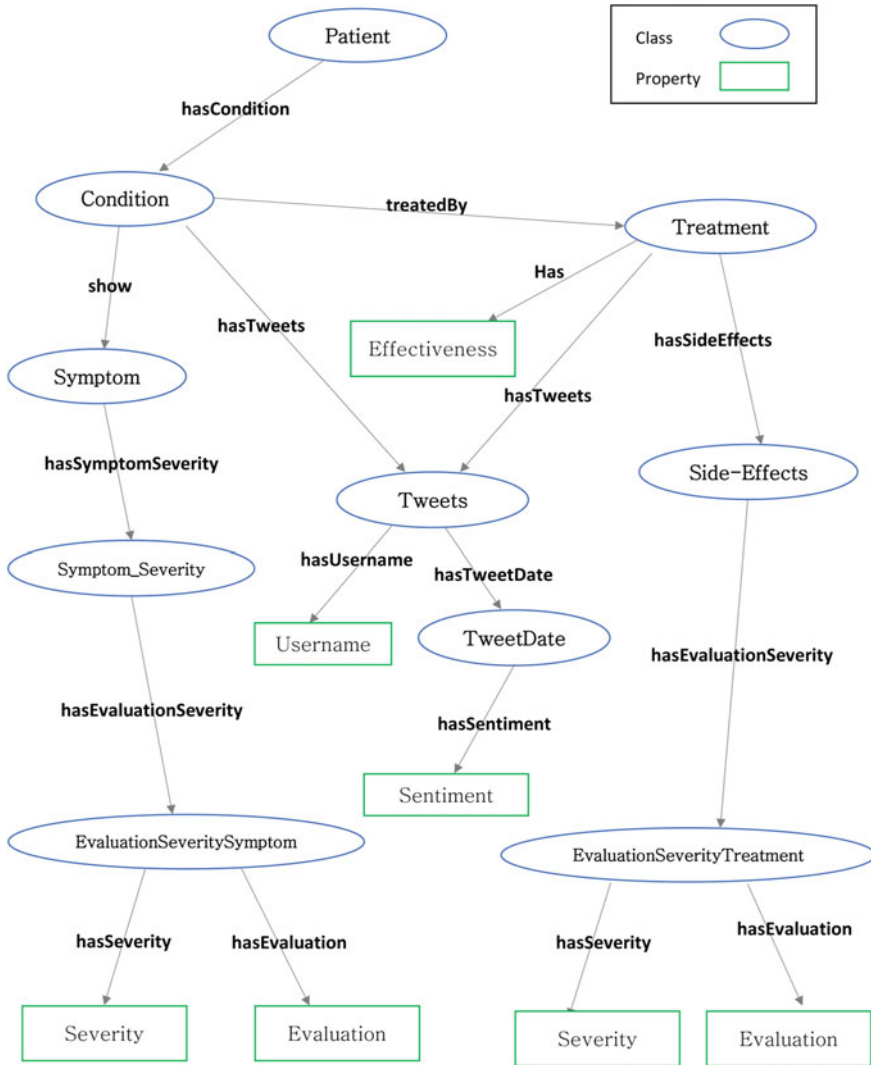 Patient
Class
Property
hasCondition
Condition
treatedBy
Treatment
show
hasTweets
Has
Effectiveness
hasSideEffects
Symptom
hasTweets
hasSymptomSeverity
Tweets
Side-Effects
Symptom_Severity
hasUsername
hasTweetDate
Username
TweetDate
hasEvaluationSeverity
hasEvaluationSeverity
hasSentiment
Sentiment
EvaluationSeveritySymptom
EvaluationSeverityTreatment
hasSeverity
hasEvaluation
hasSeverity
hasEvaluation
Severity
Evaluation
Severity
Evaluation